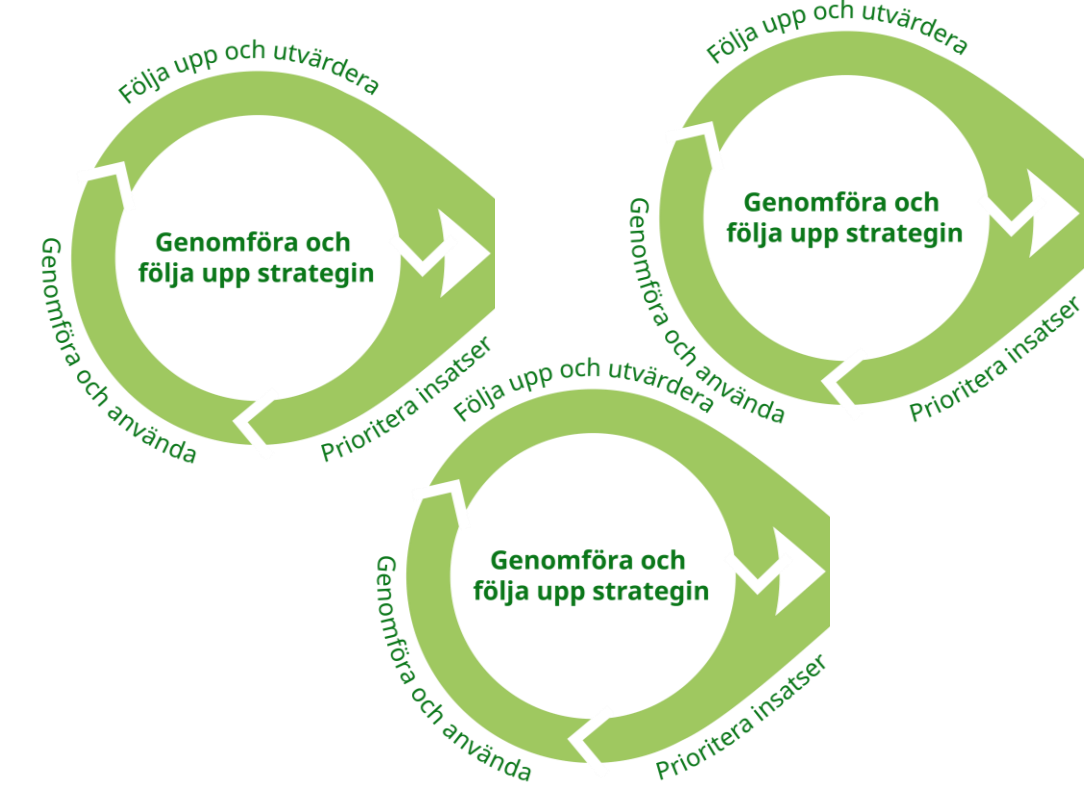 Följa upp och utvärdera
Genomföra och
följa upp strategin
Genomföra och använda
Prioritera insatser
Följa upp och utvärdera
Genomföra och
följa upp strategin
Genomföra och använda
Prioritera insatser
Följa upp och utvärdera
Genomföra och
följa upp strategin
Genomföra och använda
Prioritera insatser